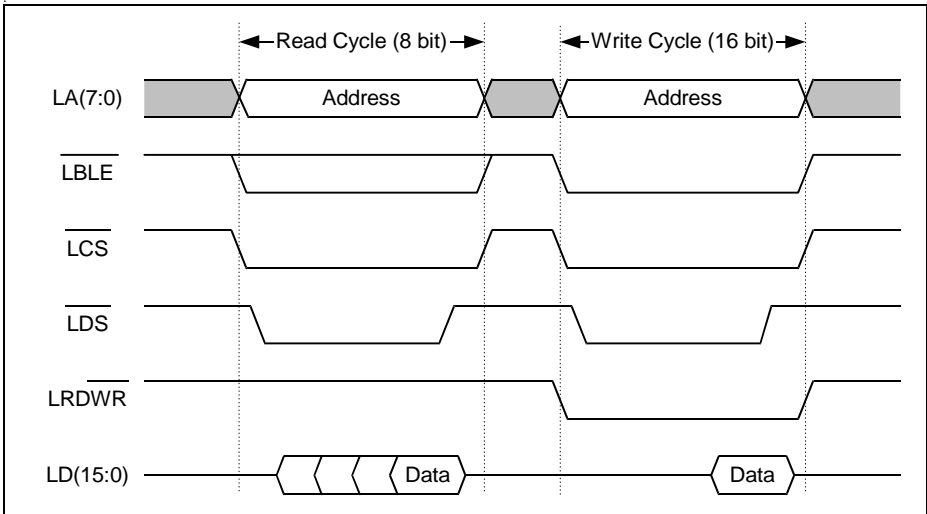 Read Cycle (8 bit) Write Cycle (16 bit)
LA(7:0) Address Address
LBLE
LCS
LDS
LRDWR
LD(15:0) Data Data